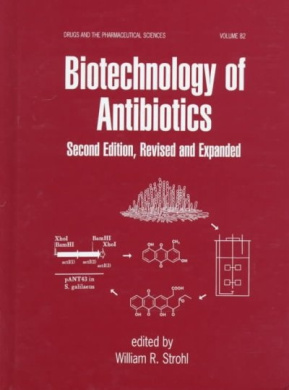 DRUGS AND THE PHARMACEUTICAL SCIENCES VOLUME 82
Biotechnology of
Antibiotics
Second Edition, Revised and Expanded
XhoI BamHI
BamHI XhoI
pANT43 in
S. galilaeus
edited by
William R. Strohl